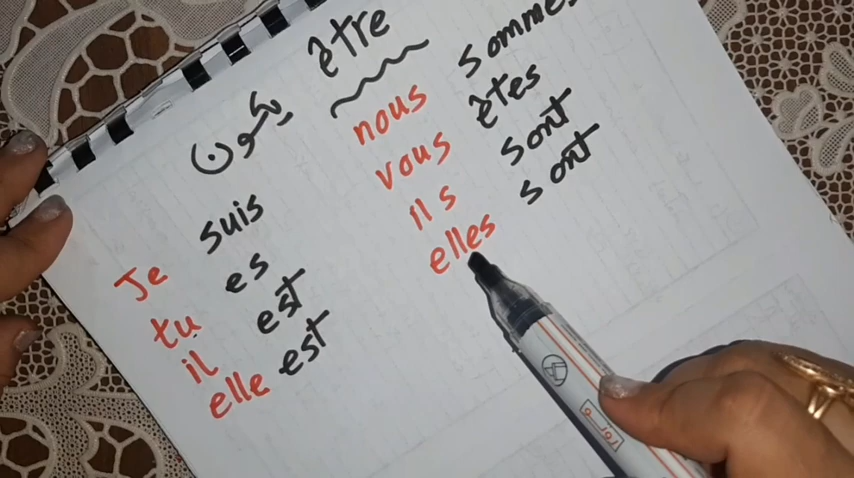 être
يكون
Je suis
tu es
il est
elle est
nous sommes
vous êtes
ils sont
elles sont